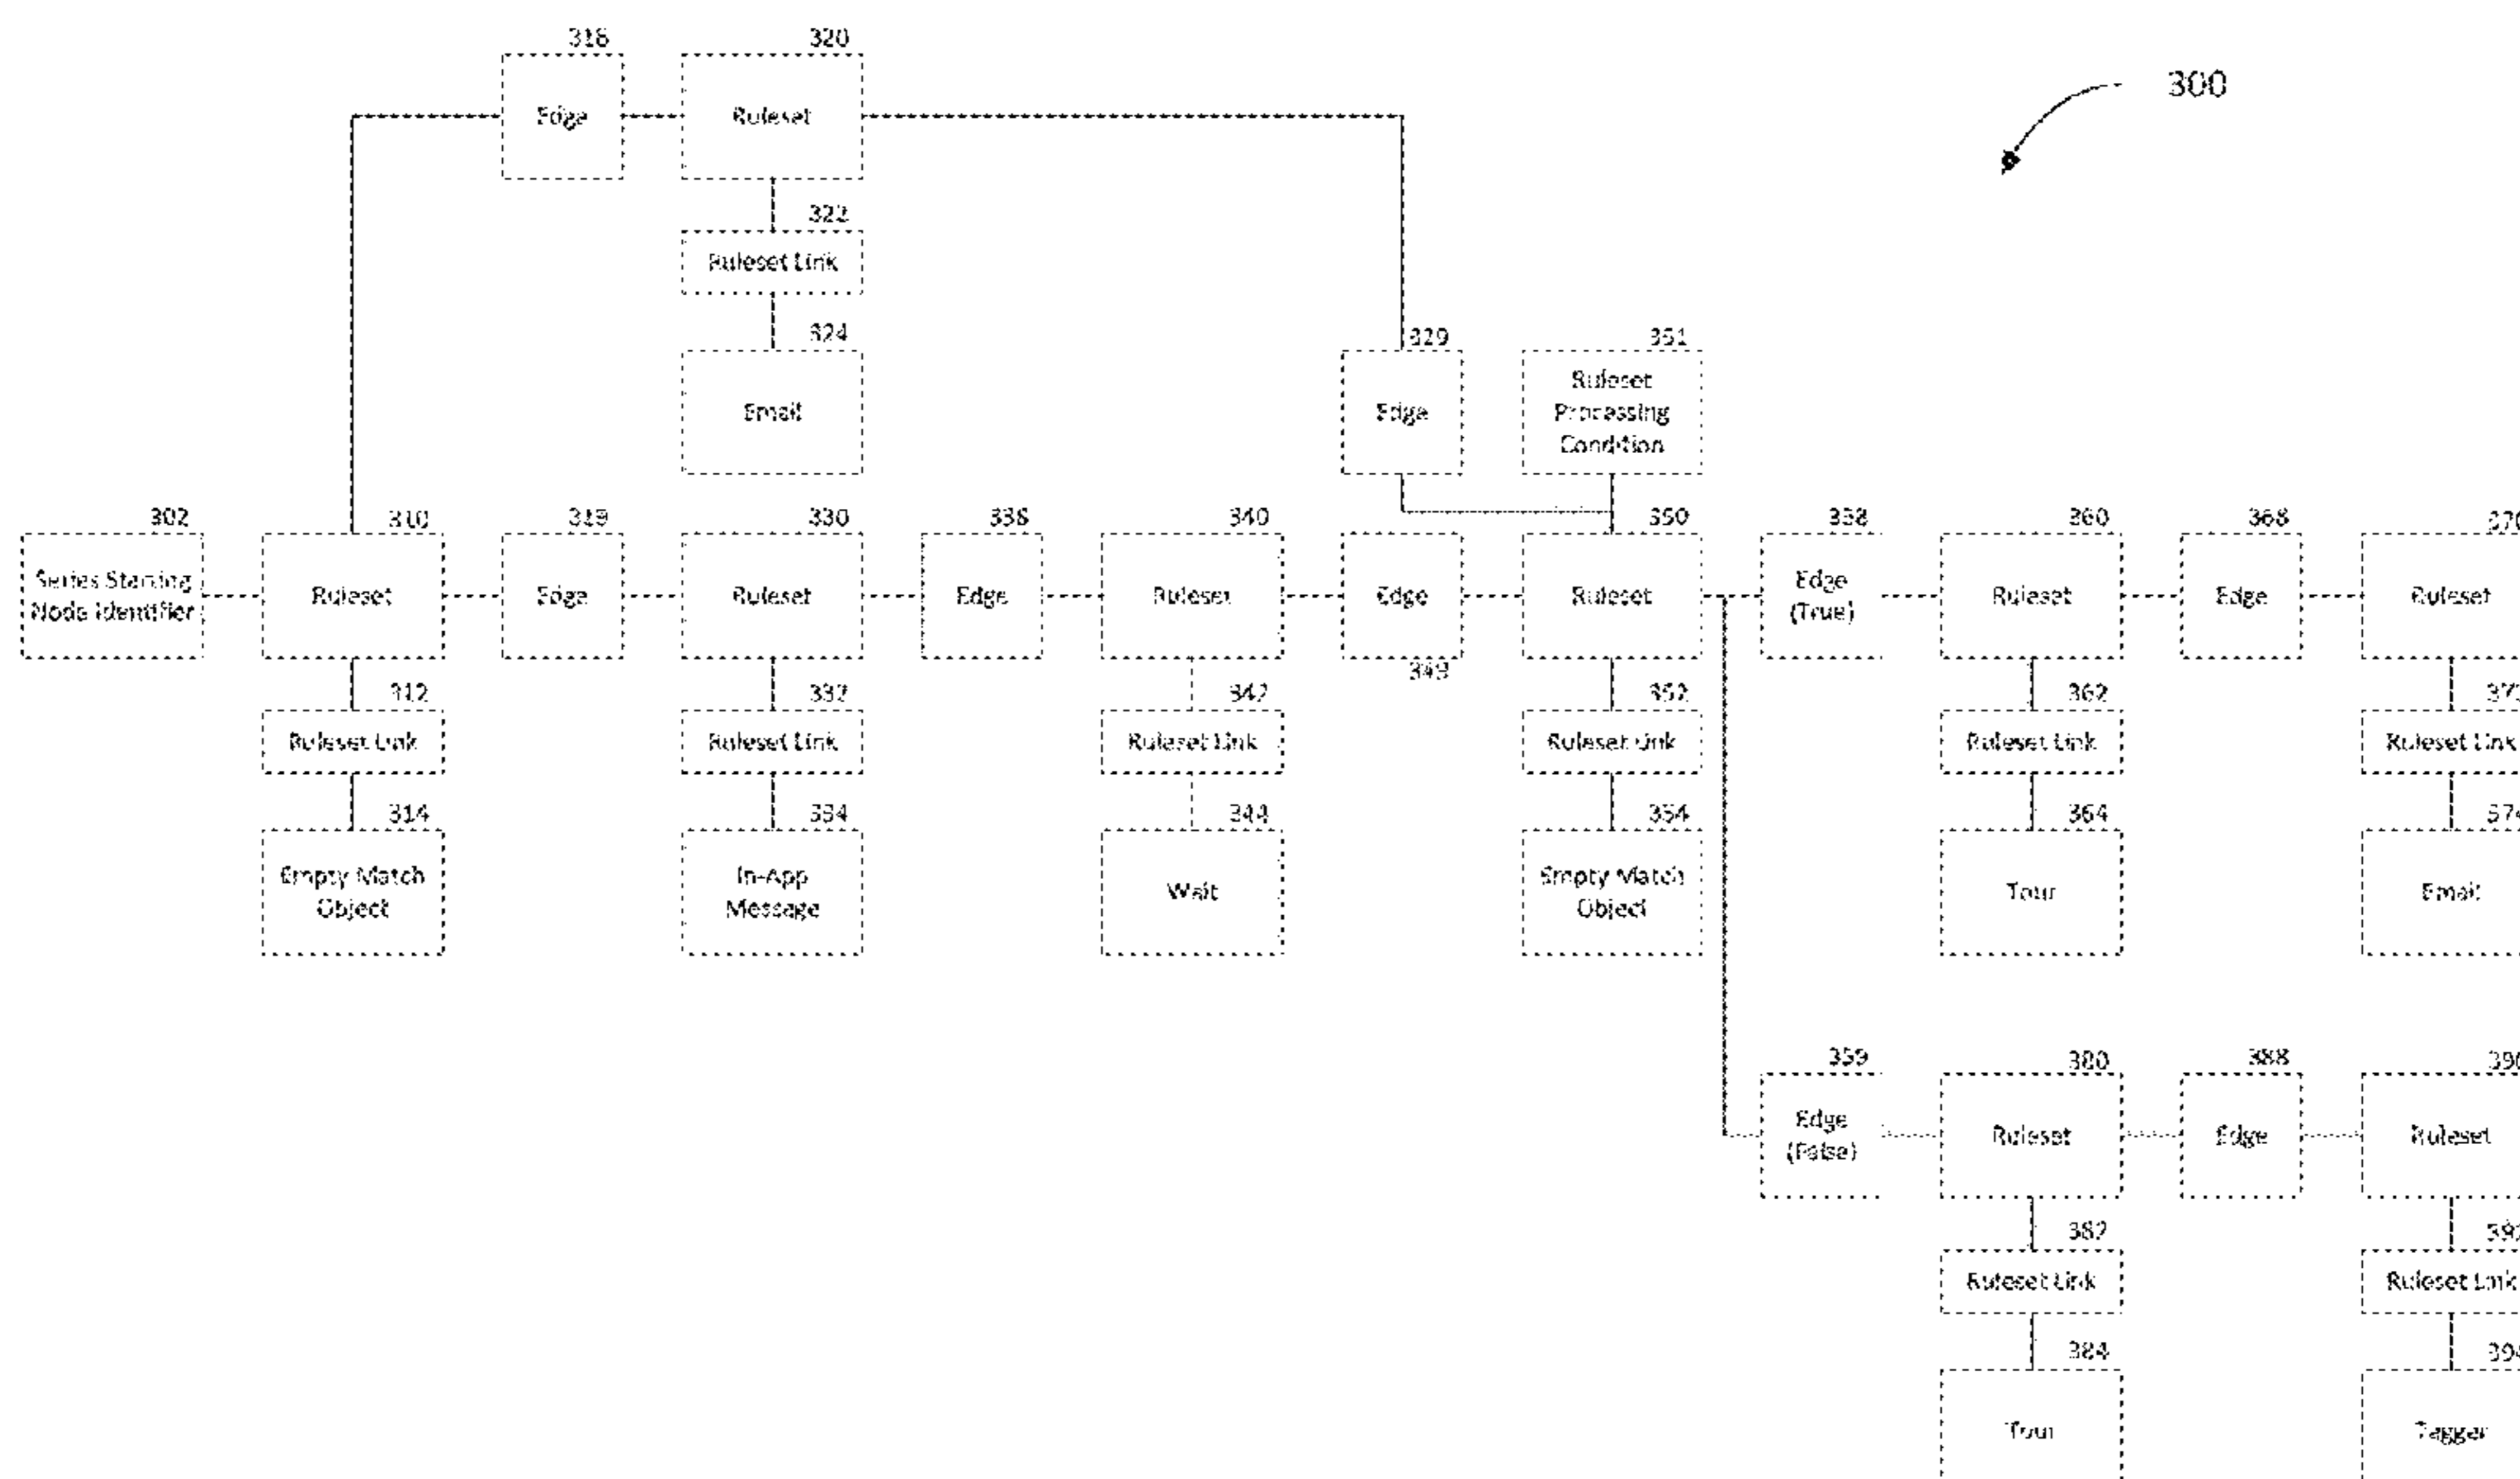 318
320
300
Edge
Ruleset
322
Ruleset Link
324
Email
329
351
Edge
Ruleset
Processing
Condition
302
310
319
330
338
340
350
358
360
368
Series Starting
Node Identifier
Ruleset
Edge
Ruleset
Edge
Ruleset
Edge
Ruleset
Edge
(True)
Ruleset
Edge
Ruleset
349
312
332
342
352
362
Ruleset Link
Ruleset Link
Ruleset Link
Ruleset Link
Ruleset Link
Ruleset Link
314
334
344
354
364
Empty Match
Object
In-App
Message
Wait
Empty Match
Object
Tour
Email
359
380
388
Edge
(False)
Ruleset
Edge
Ruleset
382
Ruleset Link
Ruleset Link
384
Tour
Tagger